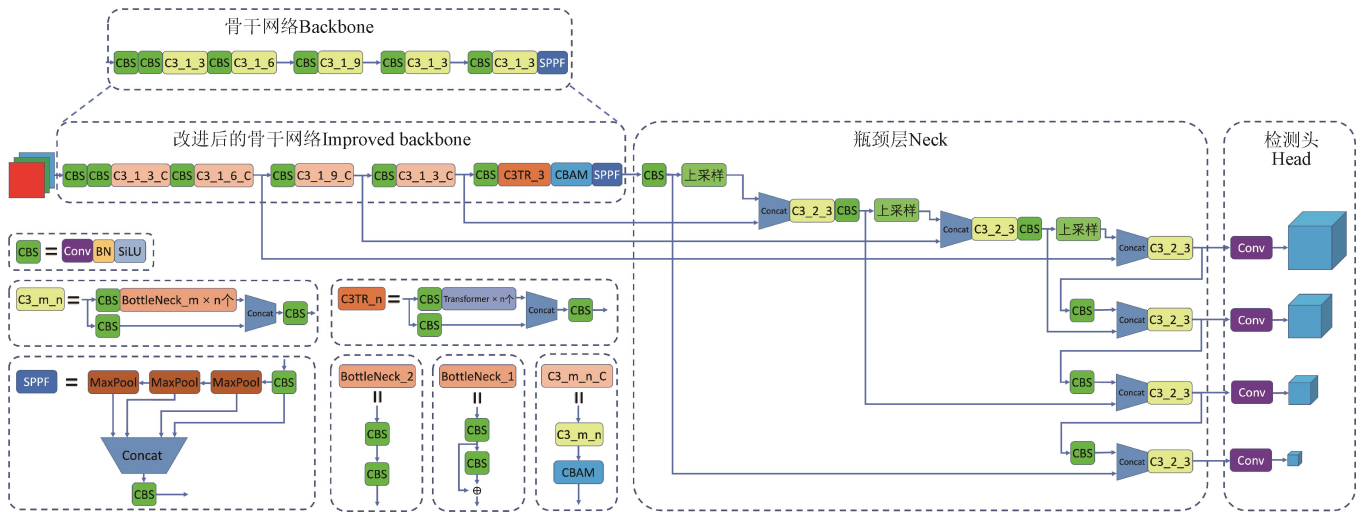 骨干网络Backbone
CBS CBS C3_1_3 CBS C3_1_6 CBS C3_1_9 CBS C3_1_3 CBS C3_1_3 SPPF
改进后的骨干网络Improved backbone
CBS CBS C3_1_3_C CBS C3_1_6_C CBS C3_1_9_C CBS C3_1_3_C CBS C3TR_3 CBAM SPPF
瓶颈层Neck
CBS 上采样
Concat C3_2_3 CBS 上采样
Concat C3_2_3 CBS 上采样
Concat C3_2_3
CBS Concat C3_2_3
CBS Concat C3_2_3
CBS Concat C3_2_3
检测头
Head
Conv
Conv
Conv
Conv
CBS = Conv BN SiLU
C3_m_n = CBS BottleNeck_m × n个 Concat CBS
CBS
C3TR_n = CBS Transformer × n个 Concat CBS
CBS
SPPF = MaxPool MaxPool MaxPool CBS
Concat
CBS
BottleNeck_2
=
CBS
CBS
BottleNeck_1
=
CBS
CBS
⊕
C3_m_n_C
=
C3_m_n
CBAM